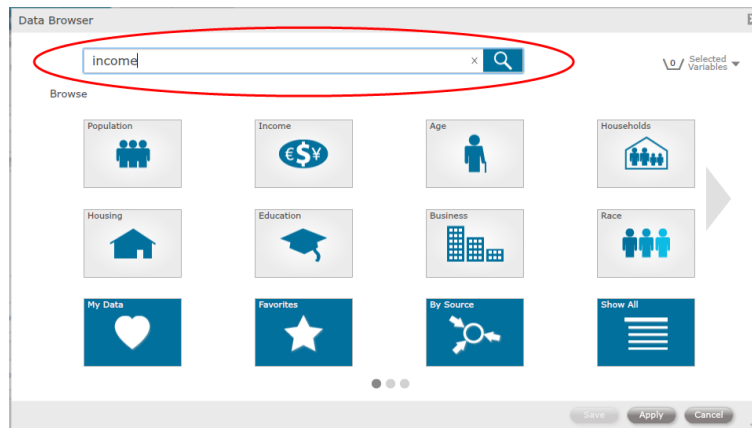 Data Browser
income x
0 Selected Variables
Browse
Population Income Age Households
€$¥
Housing Education Business Race
My Data Favorites By Source Show All
Save Apply Cancel